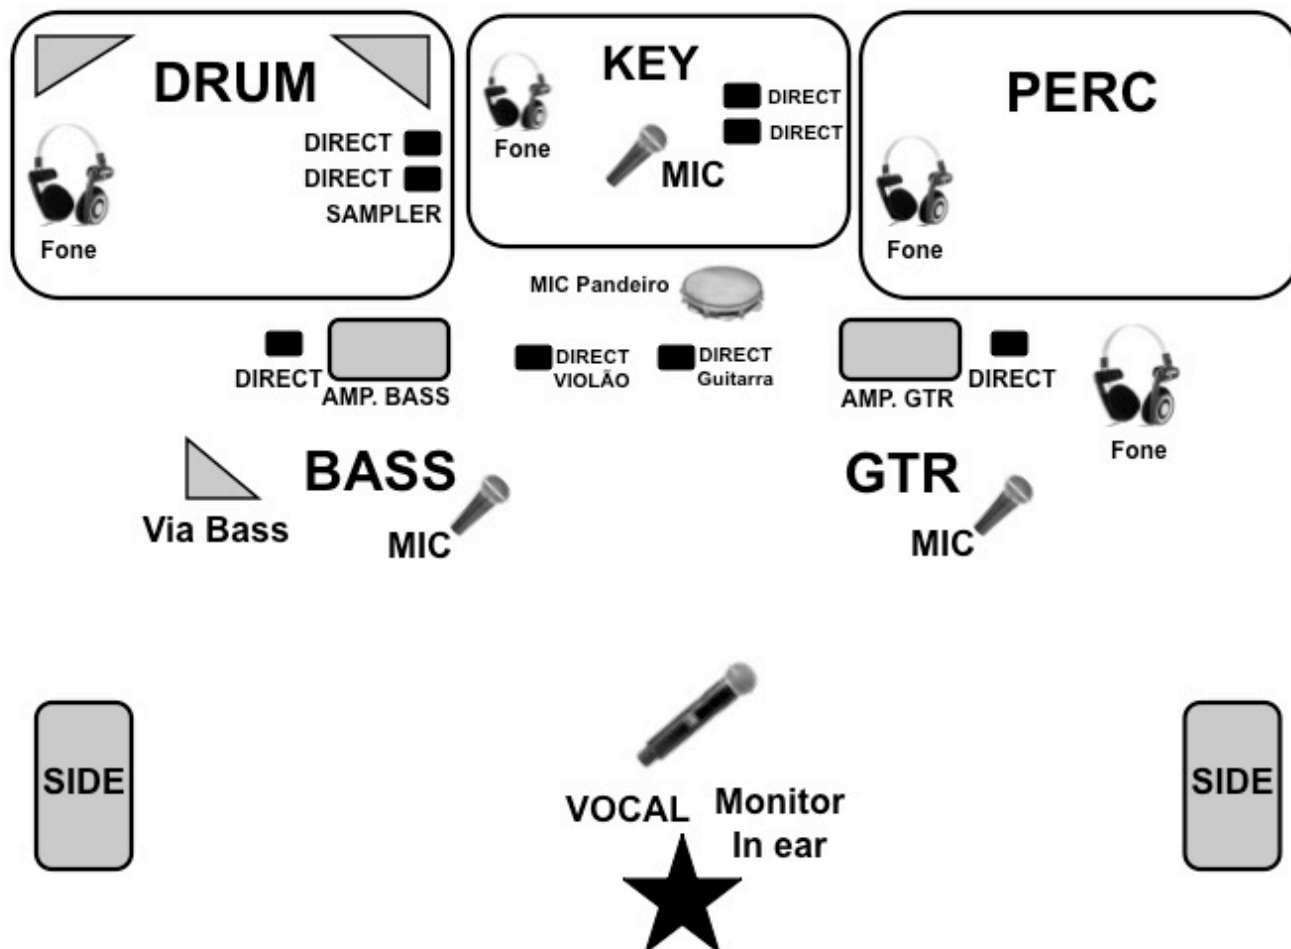 DRUM
DIRECT
DIRECT
SAMPLER
Fone
KEY
DIRECT
DIRECT
Fone
MIC
PERC
Fone
MIC Pandeiro
DIRECT
AMP. BASS
DIRECT
VIOLÃO
DIRECT
Guitarra
AMP. GTR
DIRECT
Fone
Via Bass
BASS
MIC
GTR
MIC
SIDE
VOCAL
Monitor
In ear
SIDE